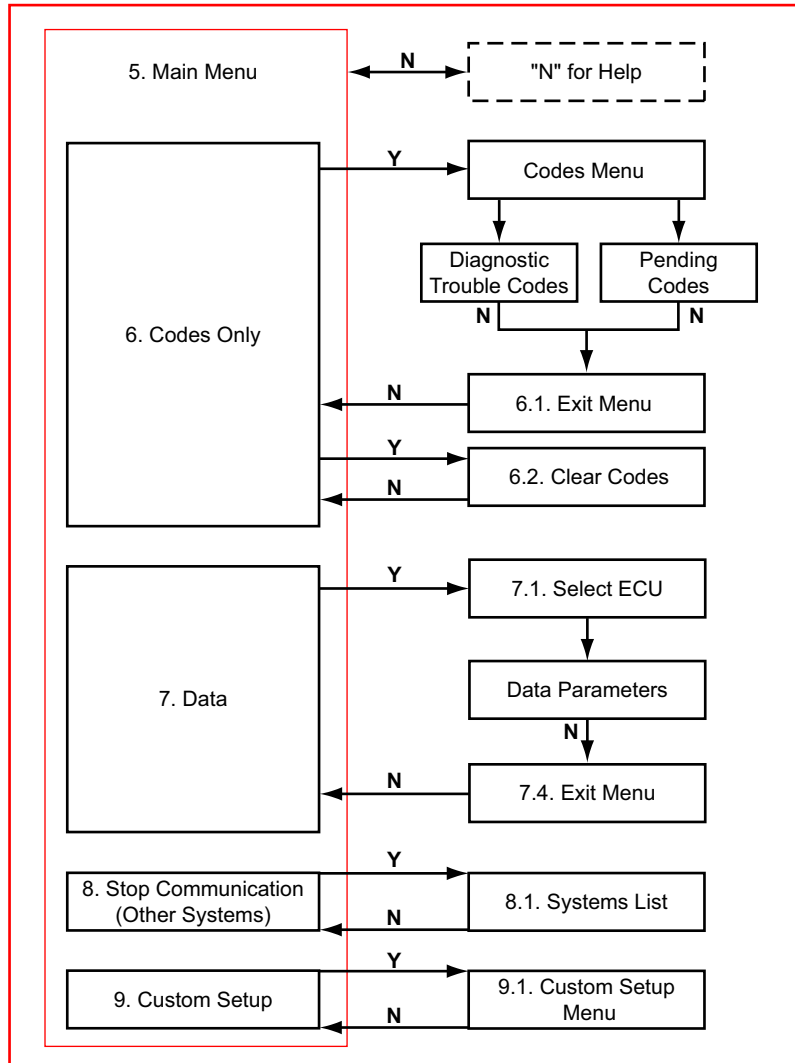 5. Main Menu
N
"N" for Help
Y
Codes Menu
Diagnostic
Trouble Codes
Pending
Codes
N
N
6. Codes Only
N
6.1. Exit Menu
Y
6.2. Clear Codes
N
Y
7.1. Select ECU
7. Data
Data Parameters
N
N
7.4. Exit Menu
8. Stop Communication
(Other Systems)
Y
N
8.1. Systems List
9. Custom Setup
Y
N
9.1. Custom Setup
Menu